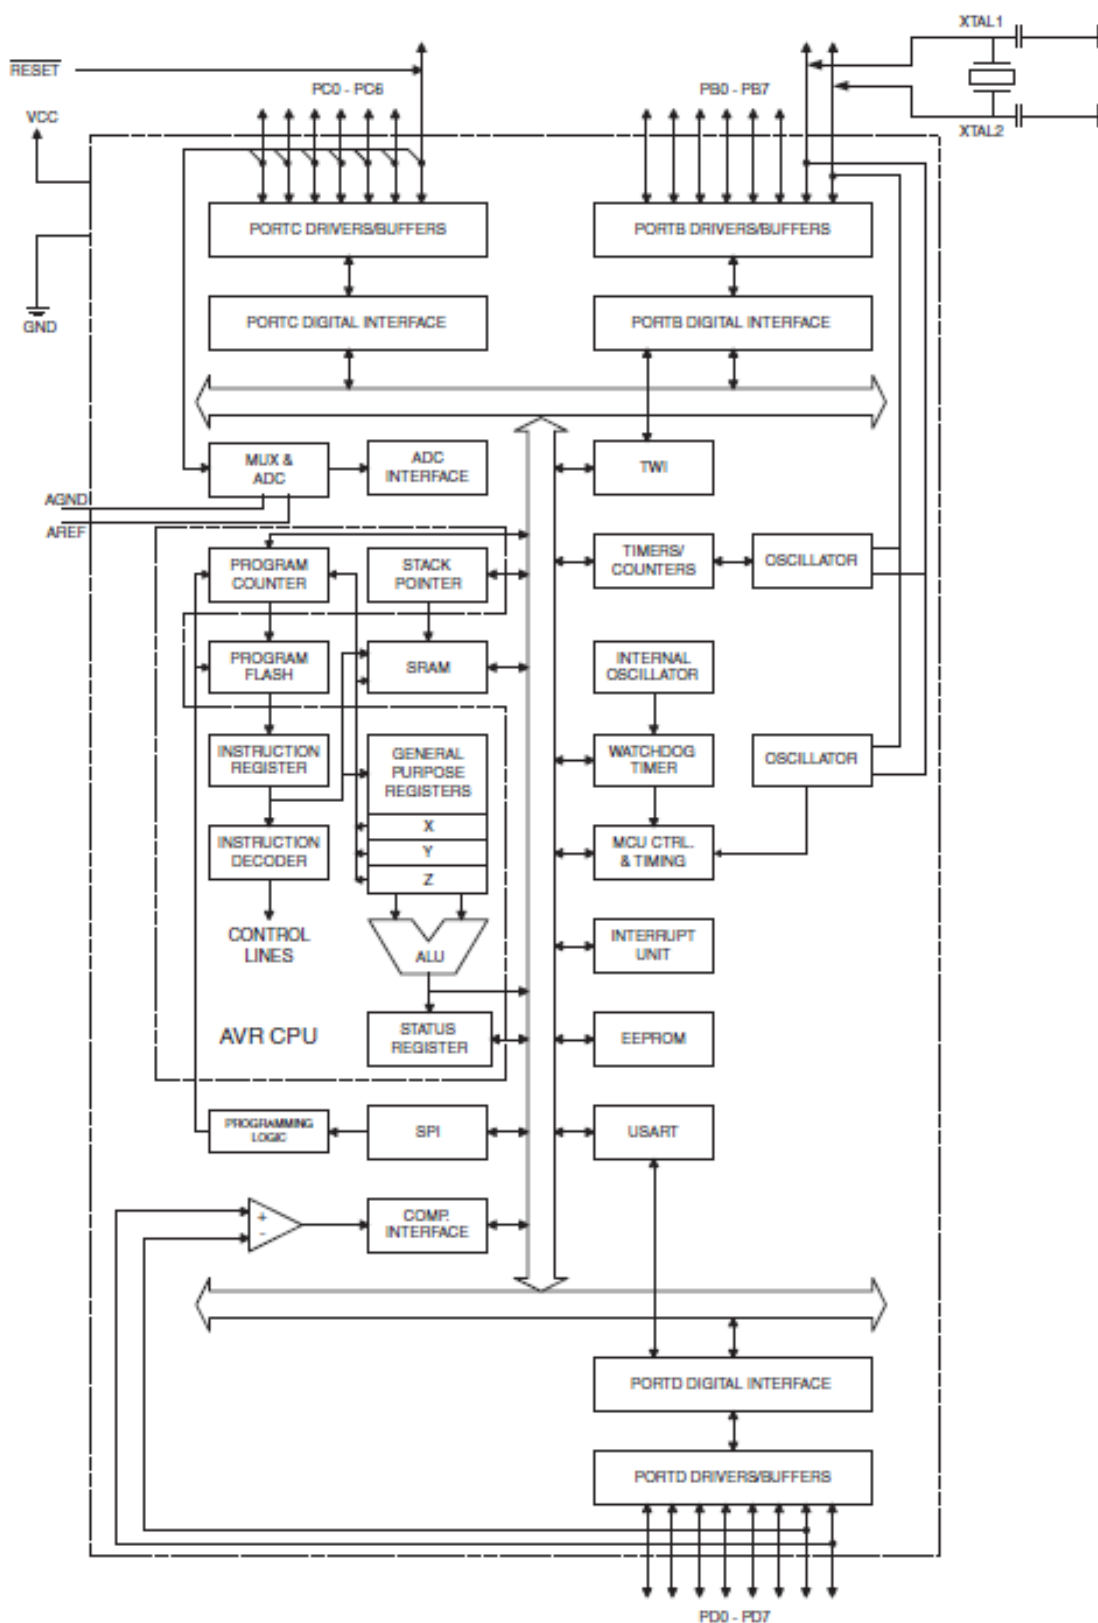 XTAL1
RESET
PC0 - PC6
PB0 - PB7
VCC
XTAL2
PORTC DRIVERS/BUFFERS
PORTB DRIVERS/BUFFERS
GND
PORTC DIGITAL INTERFACE
PORTB DIGITAL INTERFACE
MUX &
ADC
ADC
INTERFACE
TWI
AGND
AREF
PROGRAM
COUNTER
STACK
POINTER
TIMERS/
COUNTERS
OSCILLATOR
PROGRAM
FLASH
SRAM
INTERNAL
OSCILLATOR
INSTRUCTION
REGISTER
GENERAL
PURPOSE
REGISTERS
WATCHDOG
TIMER
OSCILLATOR
X
INSTRUCTION
DECODER
Y
MCU CTRL.
& TIMING
Z
CONTROL
LINES
ALU
INTERRUPT
UNIT
AVR CPU
STATUS
REGISTER
EEPROM
PROGRAMMING
LOGIC
SPI
USART
+
-
COMP.
INTERFACE
PORTD DIGITAL INTERFACE
PORTD DRIVERS/BUFFERS
PD0 - PD7